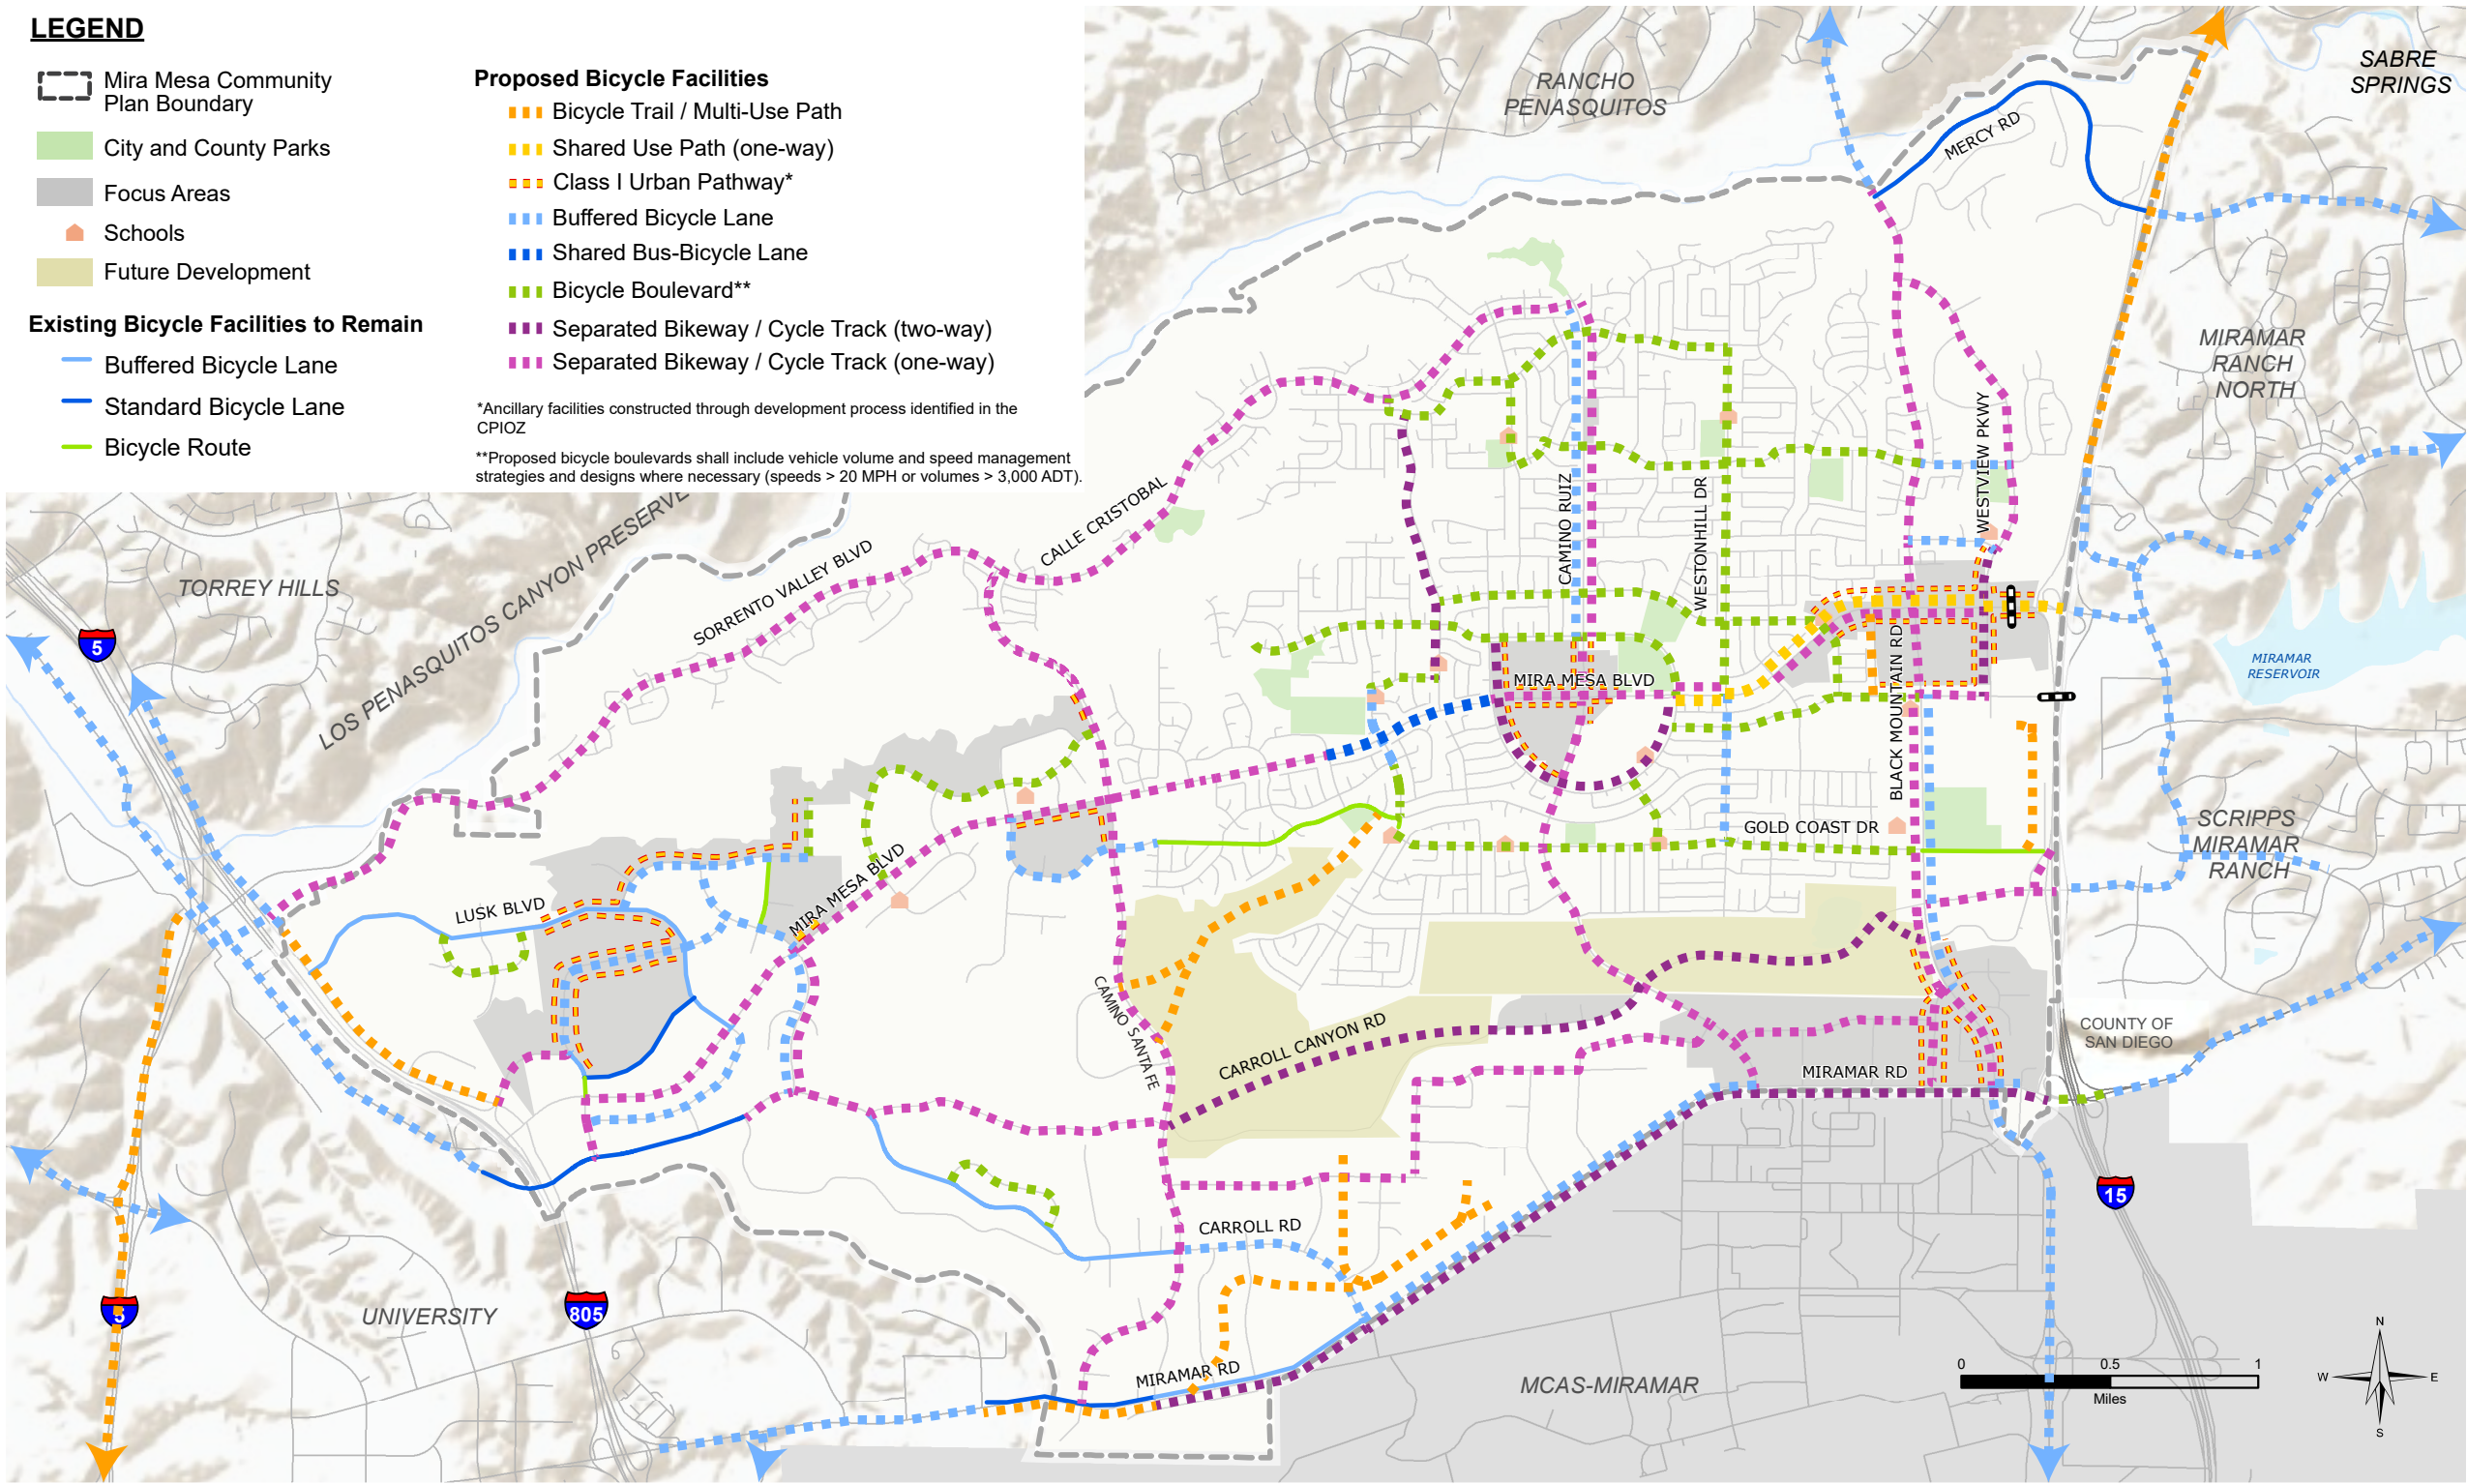 LEGEND
Mira Mesa Community
Plan Boundary
City and County Parks
Focus Areas
Schools
Future Development
Existing Bicycle Facilities to Remain
Buffered Bicycle Lane
Standard Bicycle Lane
Bicycle Route
Proposed Bicycle Facilities
Bicycle Trail / Multi-Use Path
Shared Use Path (one-way)
Class I Urban Pathway*
Buffered Bicycle Lane
Shared Bus-Bicycle Lane
Bicycle Boulevard**
Separated Bikeway / Cycle Track (two-way)
Separated Bikeway / Cycle Track (one-way)
*Ancillary facilities constructed through development process identified in the
CPIOZ
**Proposed bicycle boulevards shall include vehicle volume and speed management
strategies and designs where necessary (speeds > 20 MPH or volumes > 3,000 ADT).
RANCHO
PENASQUITOS
SABRE
SPRINGS
MERCY RD
MIRAMAR
RANCH
NORTH
WESTVIEW PKWY
CAMINO RUIZ
WESTONHILL DR
CALLE CRISTOBAL
SORRENTO VALLEY BLVD
LOS PENASQUITOS CANYON PRESERVE
TORREY HILLS
5
MIRA MESA BLVD
BLACK MOUNTAIN RD
MIRAMAR
RESERVOIR
GOLD COAST DR
SCRIPPS
MIRAMAR
RANCH
MIRA MESA BLVD
LUSK BLVD
CAMINO SANTA FE
CARROLL CANYON RD
COUNTY OF
SAN DIEGO
MIRAMAR RD
15
CARROLL RD
UNIVERSITY
5
805
MIRAMAR RD
MCAS-MIRAMAR
0
0.5
1
Miles
N
W
E
S